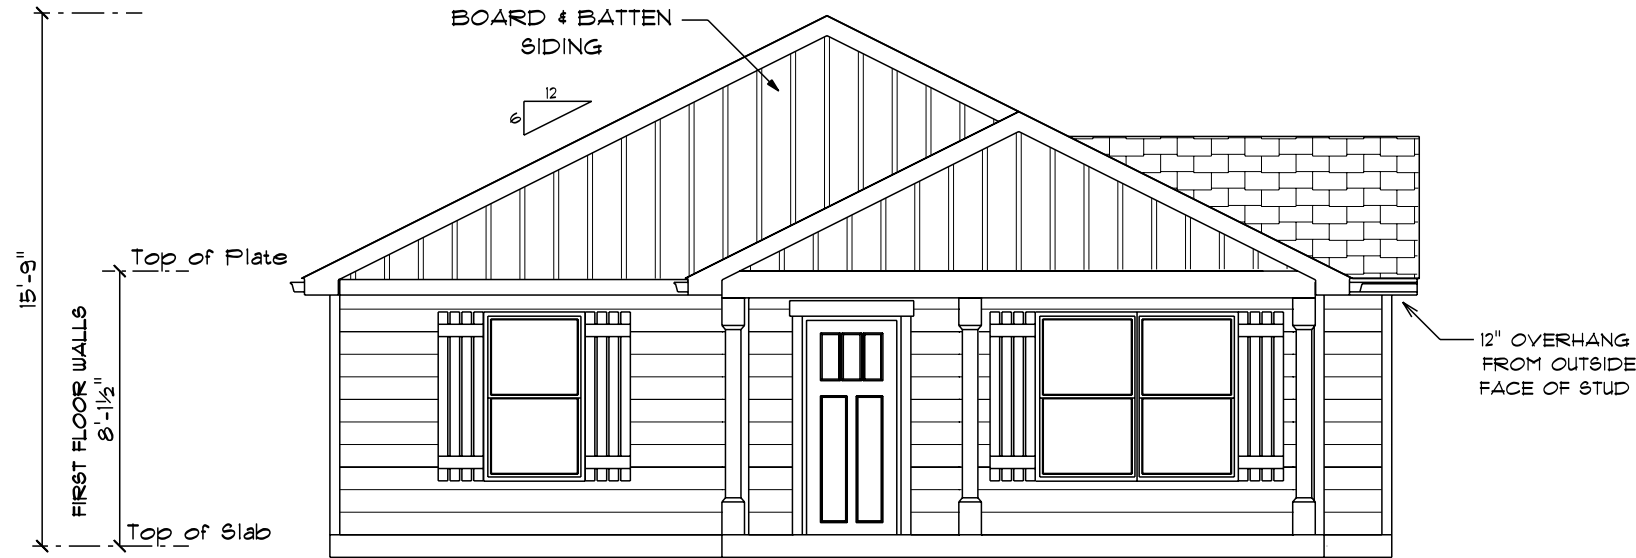 BOARD & BATTEN
SIDING
12
6
15'-9"
Top of Plate
FIRST FLOOR WALLS
8'-1½"
Top of Slab
12" OVERHANG
FROM OUTSIDE
FACE OF STUD